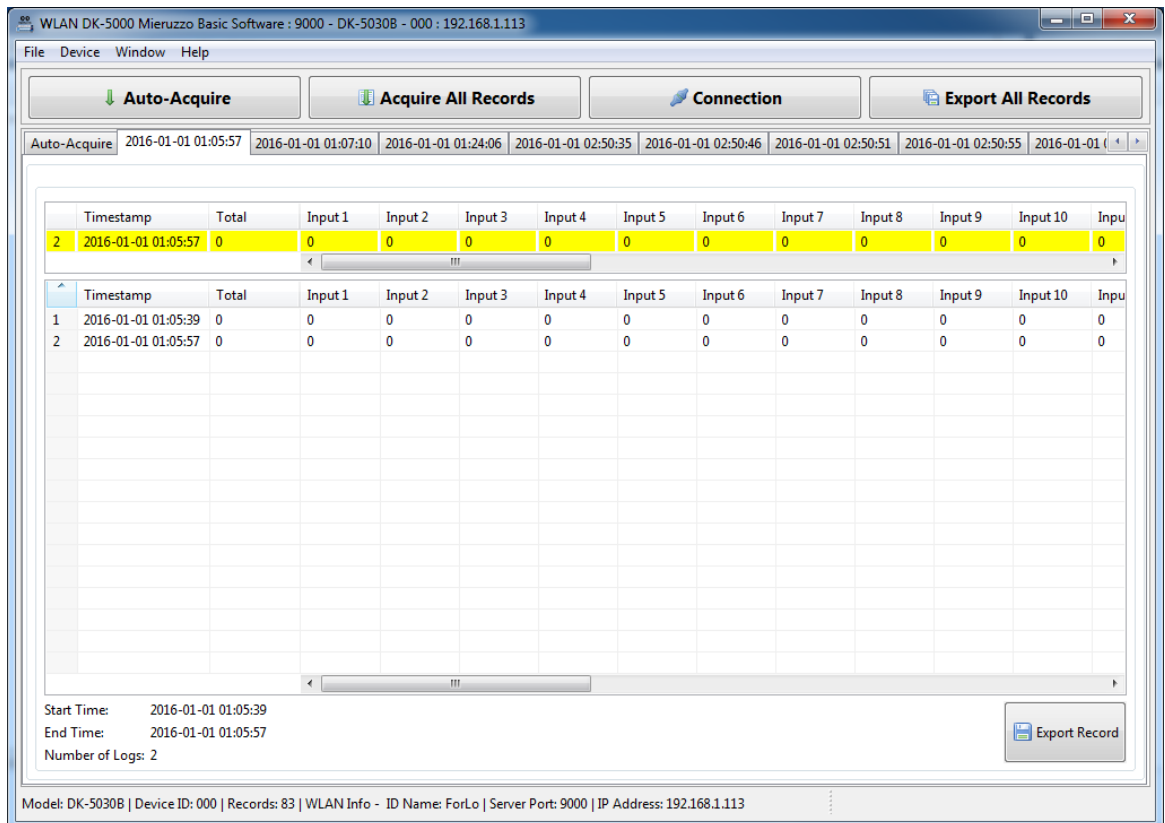 WLAN DK-5000 Mieruzzo Basic Software : 9000 - DK-5030B - 000 : 192.168.1.113
File Device Window Help
Auto-Acquire Acquire All Records Connection Export All Records
Auto-Acquire 2016-01-01 01:05:57 2016-01-01 01:07:10 2016-01-01 01:24:06 2016-01-01 02:50:35 2016-01-01 02:50:46 2016-01-01 02:50:51 2016-01-01 02:50:55 2016-01-01 (
Timestamp Total Input 1 Input 2 Input 3 Input 4 Input 5 Input 6 Input 7 Input 8 Input 9 Input 10 Inpu
2 2016-01-01 01:05:57 0 0 0 0 0 0 0 0 0 0 0 0
Timestamp Total Input 1 Input 2 Input 3 Input 4 Input 5 Input 6 Input 7 Input 8 Input 9 Input 10 Inpu
1 2016-01-01 01:05:39 0 0 0 0 0 0 0 0 0 0 0 0
2 2016-01-01 01:05:57 0 0 0 0 0 0 0 0 0 0 0 0
Start Time: 2016-01-01 01:05:39
End Time: 2016-01-01 01:05:57
Number of Logs: 2
Export Record
Model: DK-5030B | Device ID: 000 | Records: 83 | WLAN Info - ID Name: ForLo | Server Port: 9000 | IP Address: 192.168.1.113